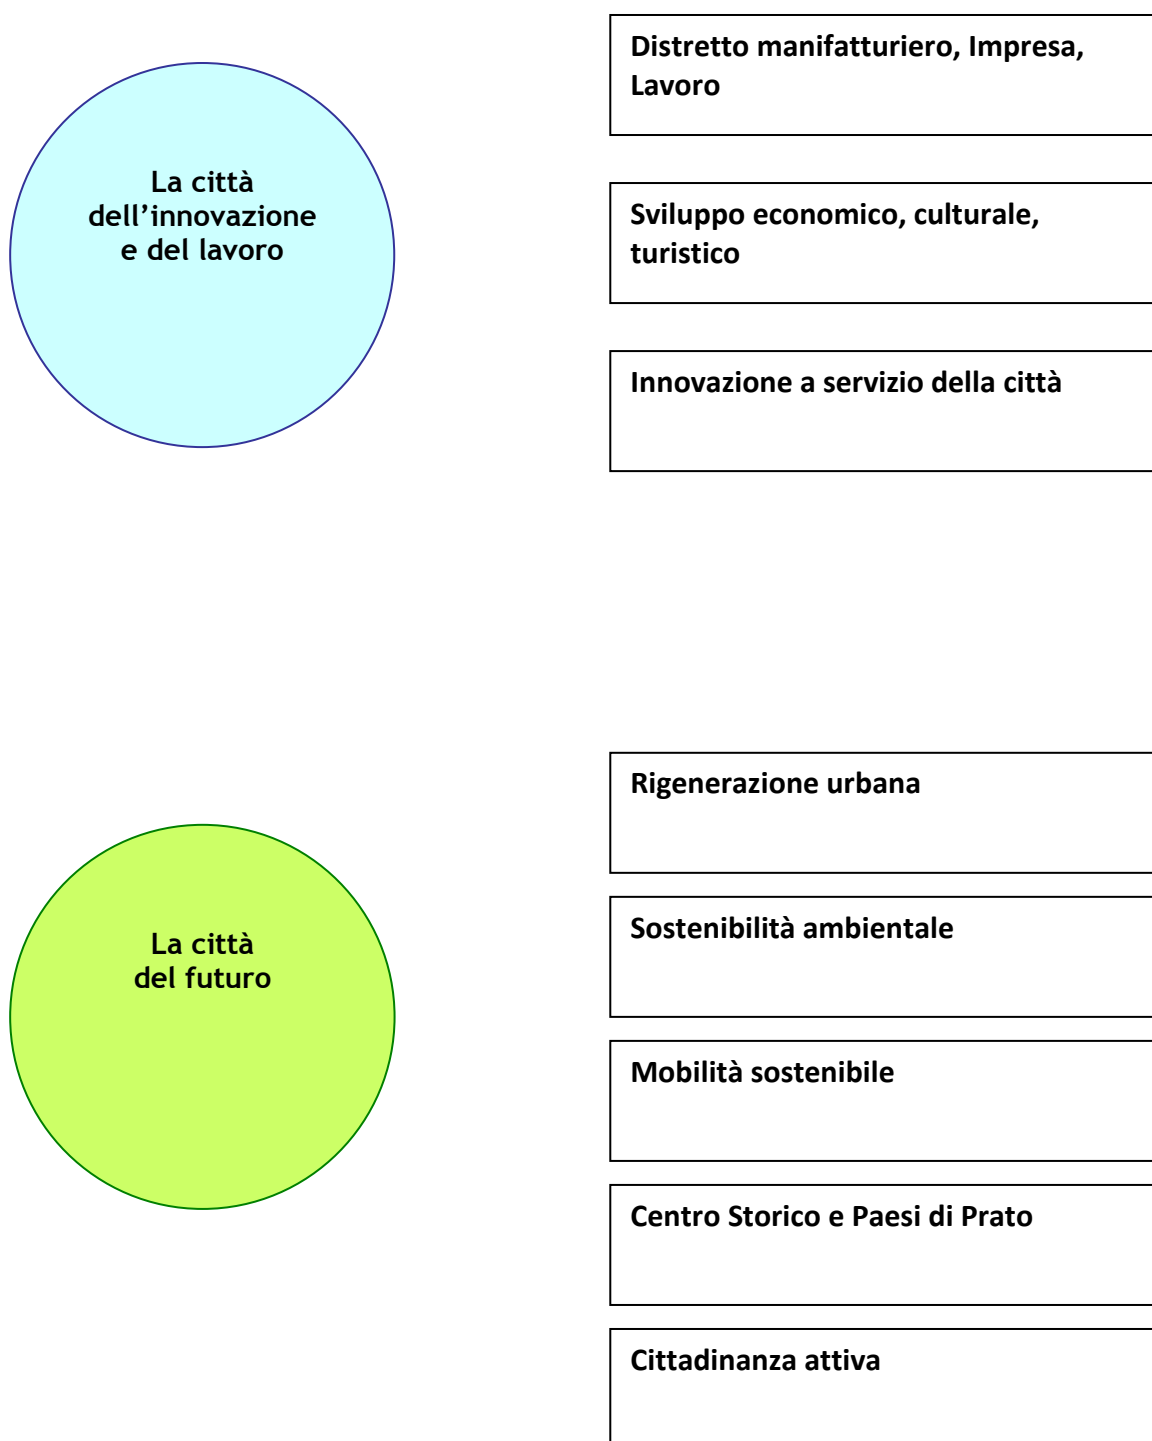 La città
dell’innovazione
e del lavoro
Distretto manifatturiero, Impresa,
Lavoro
Sviluppo economico, culturale,
turistico
Innovazione a servizio della città
La città
del futuro
Rigenerazione urbana
Sostenibilità ambientale
Mobilità sostenibile
Centro Storico e Paesi di Prato
Cittadinanza attiva